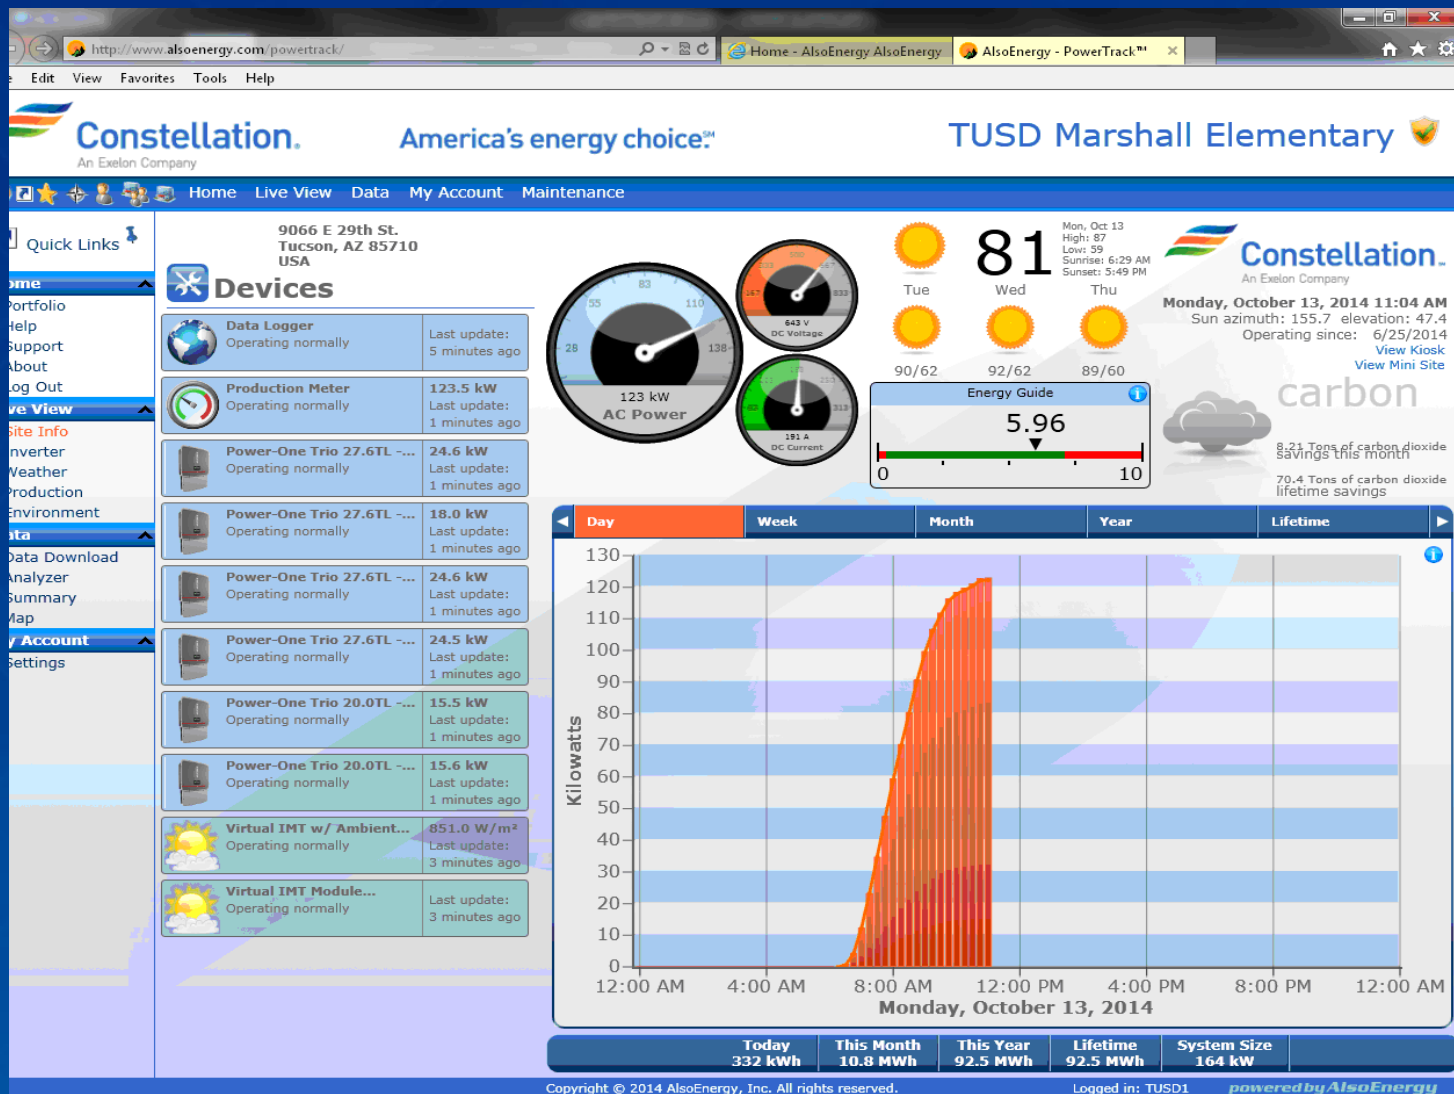 http://www.alsoenergy.com/powertrack/
Home - AlsoEnergy AlsoEnergy
AlsoEnergy - PowerTrack™
Edit View Favorites Tools Help
Constellation.
An Exelon Company
America's energy choice.℠
TUSD Marshall Elementary
Home Live View Data My Account Maintenance
Quick Links
Portfolio
Help
Support
About
Log Out
Live View
Site Info
Inverter
Weather
Production
Environment
Data
Data Download
Analyzer
Summary
Map
My Account
Settings
9066 E 29th St.
Tucson, AZ 85710
USA
Devices
Data Logger
Operating normally
Last update:
5 minutes ago
Production Meter
Operating normally
123.5 kW
Last update:
1 minutes ago
Power-One Trio 27.6TL -...
Operating normally
24.6 kW
Last update:
1 minutes ago
Power-One Trio 27.6TL -...
Operating normally
18.0 kW
Last update:
1 minutes ago
Power-One Trio 27.6TL -...
Operating normally
24.6 kW
Last update:
1 minutes ago
Power-One Trio 27.6TL -...
Operating normally
24.5 kW
Last update:
1 minutes ago
Power-One Trio 20.0TL -...
Operating normally
15.5 kW
Last update:
1 minutes ago
Power-One Trio 20.0TL -...
Operating normally
15.6 kW
Last update:
1 minutes ago
Virtual IMT w/ Ambient...
Operating normally
851.0 W/m²
Last update:
3 minutes ago
Virtual IMT Module...
Operating normally
Last update:
3 minutes ago
28 55 83 110 138
123 kW
AC Power
167 333 500 667 833
643 V
DC Voltage
63 313
191 A
DC Current
81
Mon, Oct 13
High: 87
Low: 59
Sunrise: 6:29 AM
Sunset: 5:49 PM
Tue Wed Thu
90/62 92/62 89/60
Energy Guide
5.96
0 10
Constellation.
An Exelon Company
Monday, October 13, 2014 11:04 AM
Sun azimuth: 155.7 elevation: 47.4
Operating since: 6/25/2014
View Kiosk
View Mini Site
carbon
8.21 Tons of carbon dioxide
savings this month
70.4 Tons of carbon dioxide
lifetime savings
Day Week Month Year Lifetime
130
120
110
100
90
80
70
60
50
40
30
20
10
0
Kilowatts
12:00 AM 4:00 AM 8:00 AM 12:00 PM 4:00 PM 8:00 PM 12:00 AM
Monday, October 13, 2014
Today This Month This Year Lifetime System Size
332 kWh 10.8 MWh 92.5 MWh 92.5 MWh 164 kW
Copyright © 2014 AlsoEnergy, Inc. All rights reserved.
Logged in: TUSD1
powered by AlsoEnergy